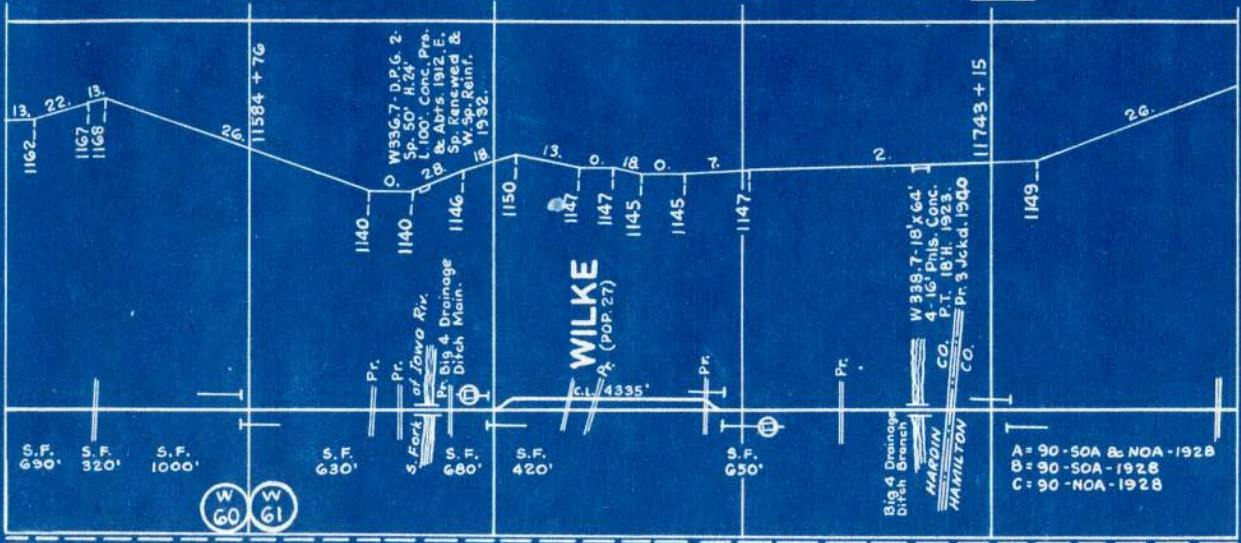 13.
22.
13.
1162
1167
1168
26.
11584 + 76
W336.7 - D.P.G. 2-
Sp. 50' H.24'
L.100'. Conc. Prs.
& Abts. 1912. E.
Sp. Renewed &
W. Sp. Reinf.
1932.
0.
28.
18.
1140
1140
1146
1150
13.
0.
18.
0.
7.
1147
1147
1145
1145
1147
2.
11743 + 15
1149
26.
S. Fork of Iowa Riv.
Big 4 Drainage
Ditch Main.
Pr.
Pr.
Pr.
WILKE
(POP. 27)
Pr.
C.L. 4335'
Pr.
Pr.
W 338.7 - 18' x 64'
4 - 16' Pnls. Conc.
P.T. 18'H. 1923.
Pr. 3 Jckd. 1940
Big 4 Drainage
Ditch Branch
HARDIN CO.
HAMILTON CO.
S.F.
690'
S.F.
320'
S.F.
1000'
S.F.
630'
S.F.
680'
S.F.
420'
S.F.
650'
W
60
W
61
A = 90 - SOA & NOA - 1928
B = 90 - SOA - 1928
C = 90 - NOA - 1928